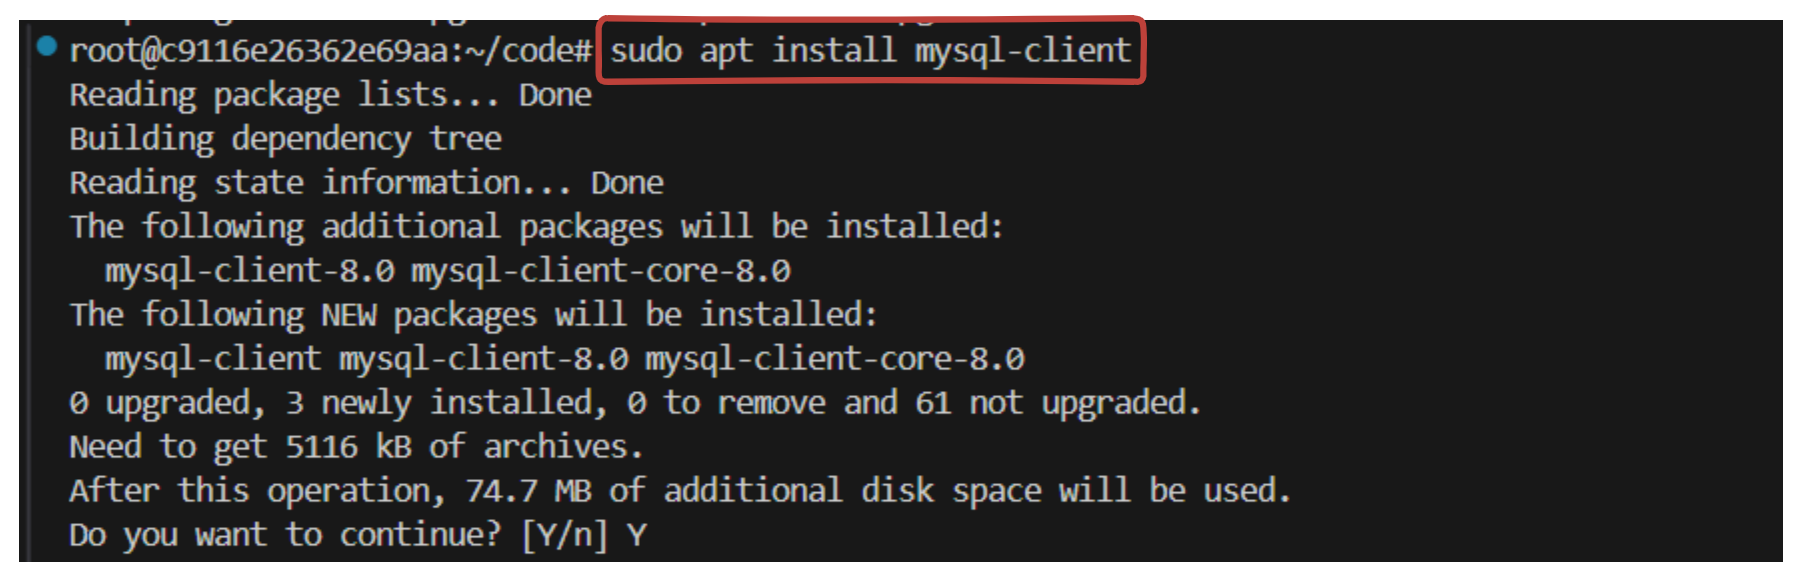 root@c9116e26362e69aa:~/code# sudo apt install mysql-client
Reading package lists... Done
Building dependency tree
Reading state information... Done
The following additional packages will be installed:
  mysql-client-8.0 mysql-client-core-8.0
The following NEW packages will be installed:
  mysql-client mysql-client-8.0 mysql-client-core-8.0
0 upgraded, 3 newly installed, 0 to remove and 61 not upgraded.
Need to get 5116 kB of archives.
After this operation, 74.7 MB of additional disk space will be used.
Do you want to continue? [Y/n] Y